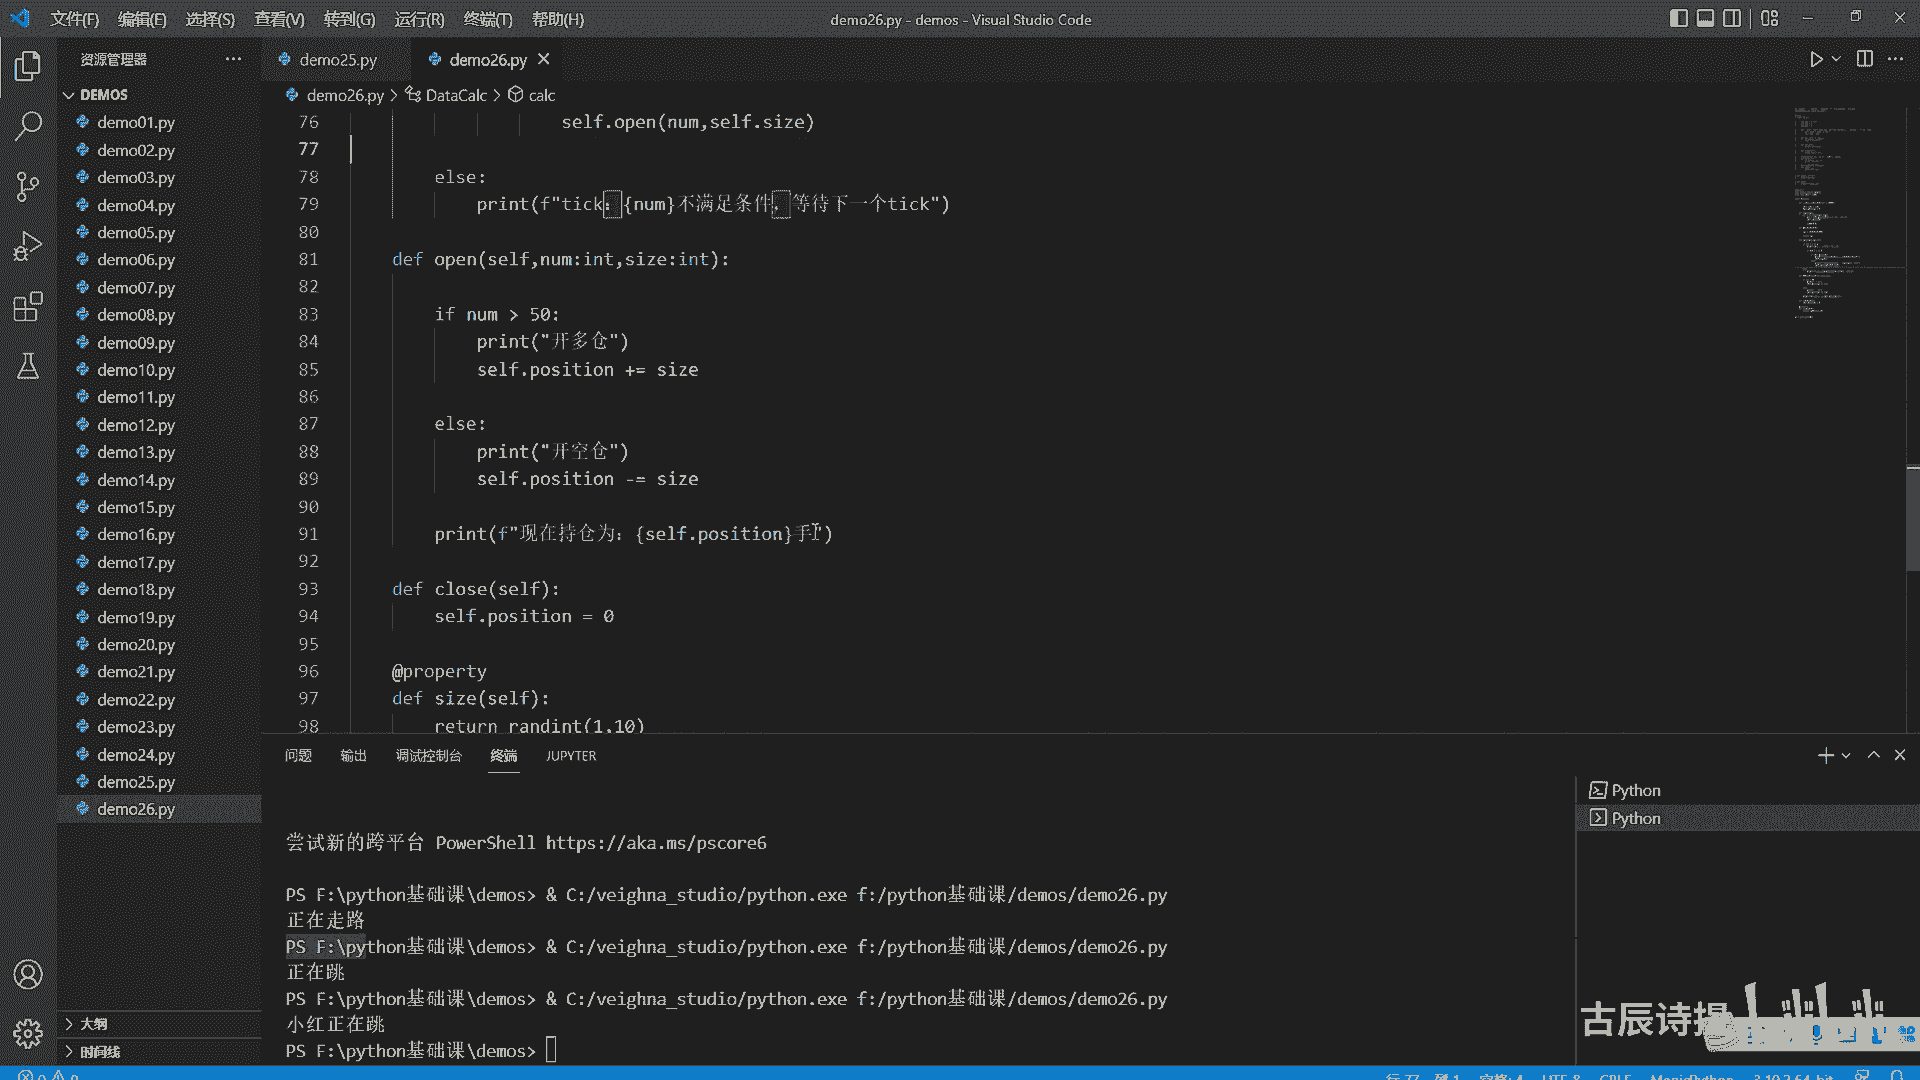 文件(F) 编辑(E) 选择(S) 查看(V) 转到(G) 运行(R) 终端(T) 帮助(H) demo26.py - demos - Visual Studio Code
资源管理器
DEMOS
demo01.py
demo02.py
demo03.py
demo04.py
demo05.py
demo06.py
demo07.py
demo08.py
demo09.py
demo10.py
demo11.py
demo12.py
demo13.py
demo14.py
demo15.py
demo16.py
demo17.py
demo18.py
demo19.py
demo20.py
demo21.py
demo22.py
demo23.py
demo24.py
demo25.py
demo26.py
大纲
时间线
demo25.py demo26.py
demo26.py > DataCalc > calc
76 self.open(num,self.size)
77
78 else:
79 print(f"tick：{num}不满足条件，等待下一个tick")
80
81 def open(self,num:int,size:int):
82
83 if num > 50:
84 print("开多仓")
85 self.position += size
86
87 else:
88 print("开空仓")
89 self.position -= size
90
91 print(f"现在持仓为：{self.position}手")
92
93 def close(self):
94 self.position = 0
95
96 @property
97 def size(self):
98 return randint(1,10)
问题 输出 调试控制台 终端 JUPYTER
尝试新的跨平台 PowerShell https://aka.ms/pscore6
PS F:\python基础课\demos> & C:/veighna_studio/python.exe f:/python基础课/demos/demo26.py
正在走路
PS F:\python基础课\demos> & C:/veighna_studio/python.exe f:/python基础课/demos/demo26.py
正在跳
PS F:\python基础课\demos> & C:/veighna_studio/python.exe f:/python基础课/demos/demo26.py
小红正在跳
PS F:\python基础课\demos>
Python
Python
古辰诗提
行 77, 列 1 空格: 4 UTF-8 CRLF MagicPython 3.10.2 64-bit